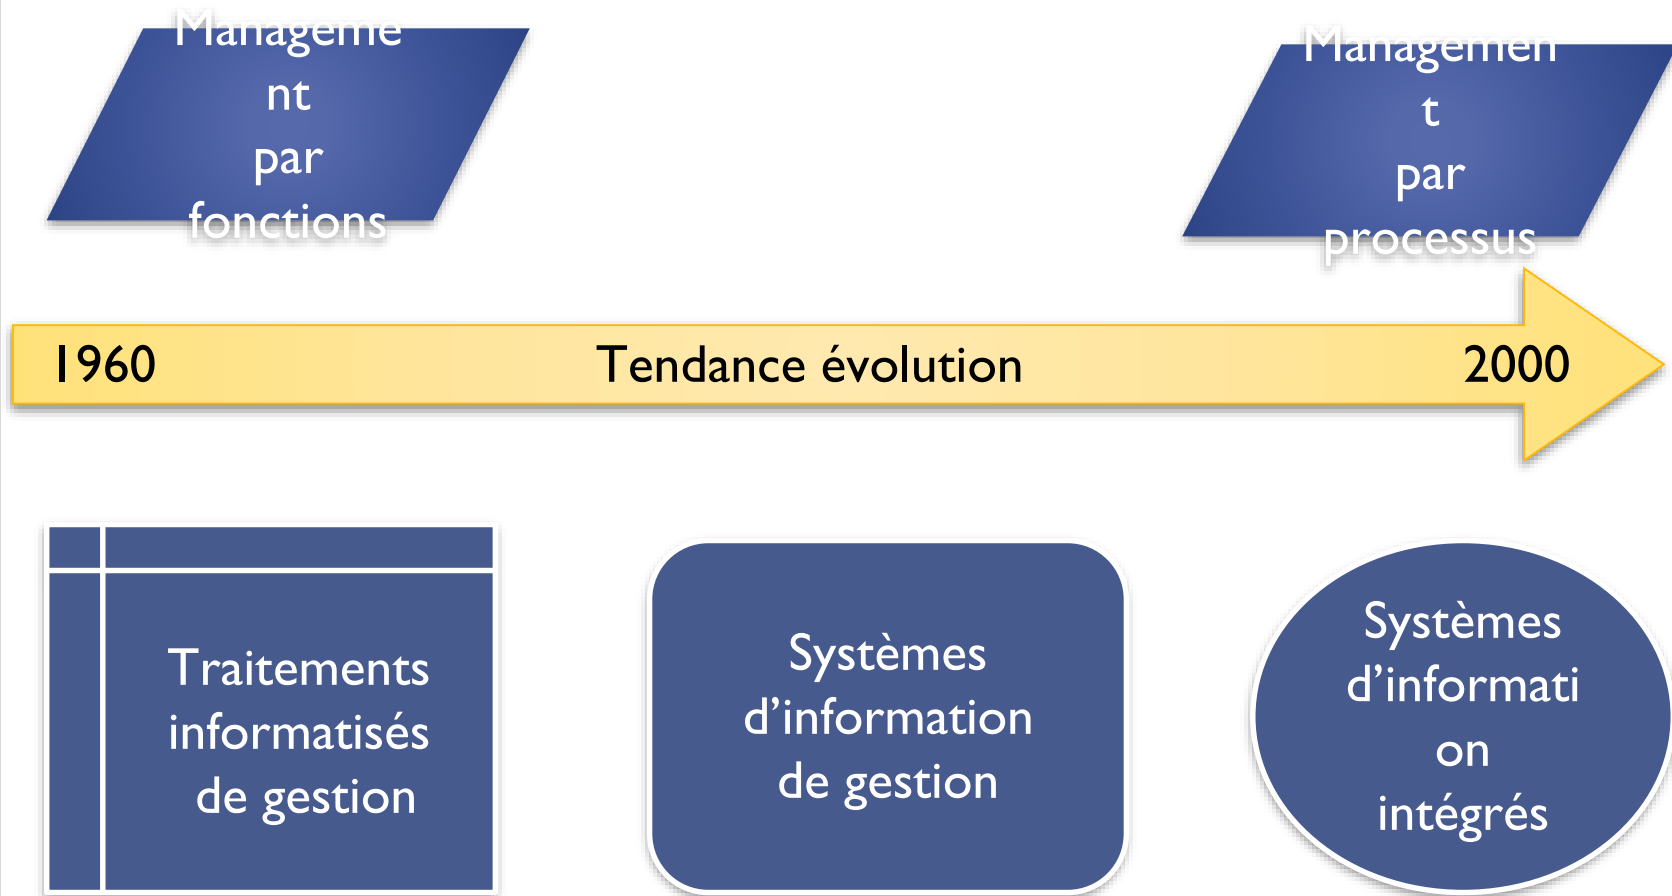 Manageme
nt
par
fonctions
Managemen
t
par
processus
1960 Tendance évolution 2000
Traitements
informatisés
de gestion
Systèmes
d’information
de gestion
Systèmes
d’informati
on
intégrés